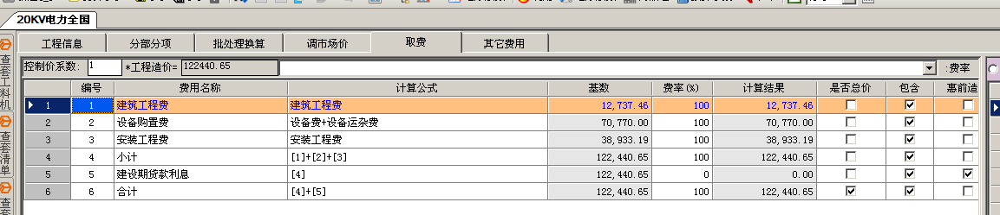 20KV电力全国
工程信息 分部分项 批处理换算 调市场价 取费 其它费用
控制价系数: 1 *工程造价= 122440.65 :费率
编号 费用名称 计算公式 基数 费率(%) 计算结果 是否总价 包含 惠前造
1 1 建筑工程费 建筑工程费 12,737.46 100 12,737.46
2 2 设备购置费 设备费+设备运杂费 70,770.00 100 70,770.00
3 3 安装工程费 安装工程费 38,933.19 100 38,933.19
4 4 小计 [1]+[2]+[3] 122,440.65 100 122,440.65
5 5 建设期贷款利息 [4] 122,440.65 0 0.00
6 6 合计 [4]+[5] 122,440.65 100 122,440.65
查套工料机
查套清单
查套